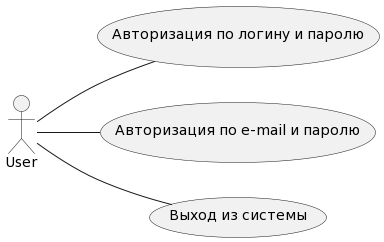 Авторизация по логину и паролю
Авторизация по e-mail и паролю
User
Выход из системы